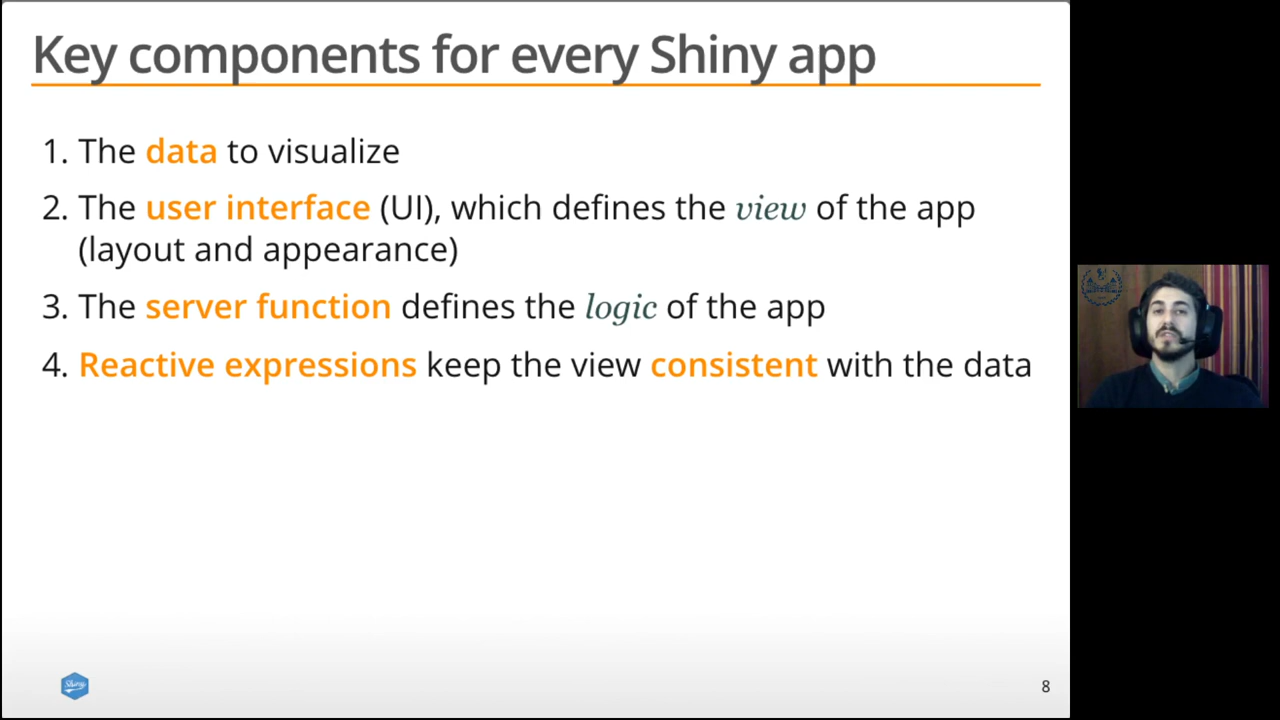 Key components for every Shiny app
1. The data to visualize
2. The user interface (UI), which defines the view of the app
(layout and appearance)
3. The server function defines the logic of the app
4. Reactive expressions keep the view consistent with the data
Shiny
8